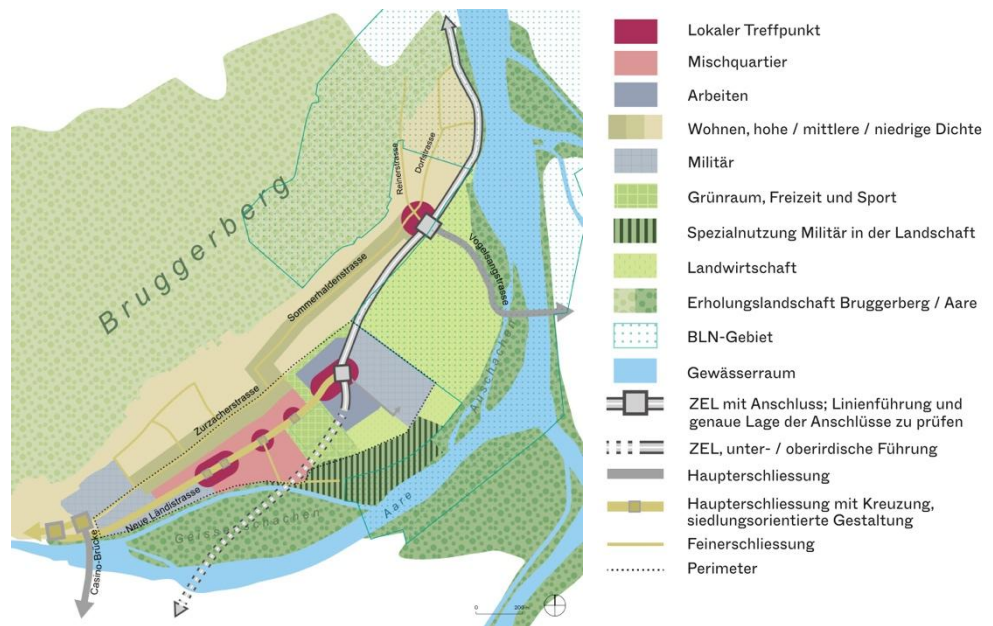 Bruggerberg
Reinerstrasse
Dorfstrasse
Sommerhaldenstrasse
Vogelsangstrasse
Zurzacherstrasse
Neue Ländistrasse
Auschachen
Aare
Geissenschachen
Casino-Brücke
0 200 m
Lokaler Treffpunkt
Mischquartier
Arbeiten
Wohnen, hohe / mittlere / niedrige Dichte
Militär
Grünraum, Freizeit und Sport
Spezialnutzung Militär in der Landschaft
Landwirtschaft
Erholungslandschaft Bruggerberg / Aare
BLN-Gebiet
Gewässerraum
ZEL mit Anschluss; Linienführung und
genaue Lage der Anschlüsse zu prüfen
ZEL, unter- / oberirdische Führung
Haupterschliessung
Haupterschliessung mit Kreuzung,
siedlungsorientierte Gestaltung
Feinerschliessung
Perimeter